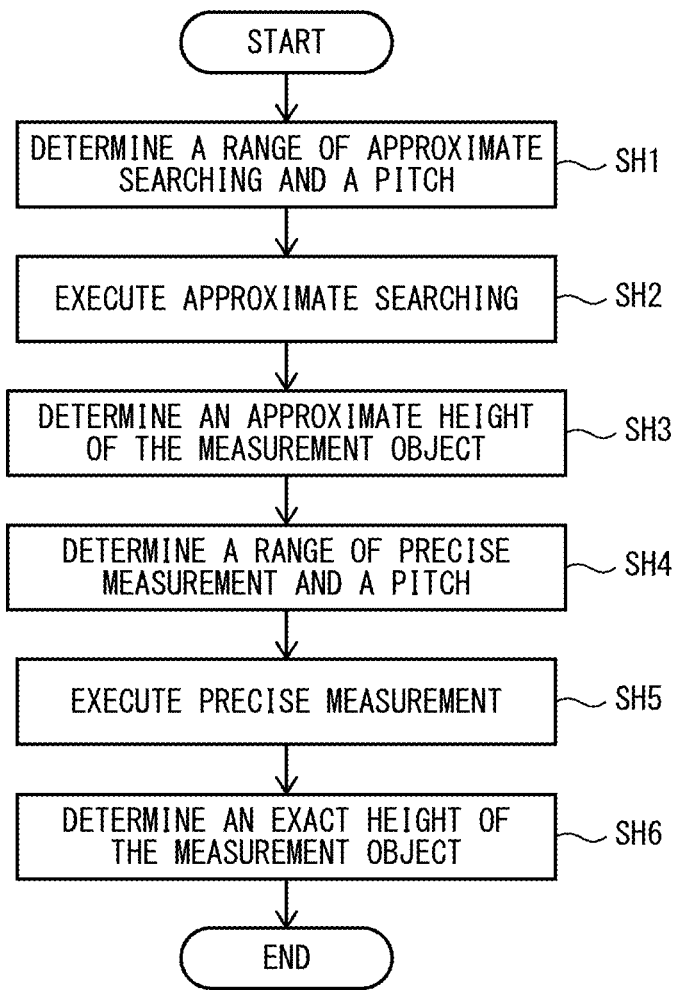 START
DETERMINE A RANGE OF APPROXIMATE
SEARCHING AND A PITCH
SH1
EXECUTE APPROXIMATE SEARCHING
SH2
DETERMINE AN APPROXIMATE HEIGHT
OF THE MEASUREMENT OBJECT
SH3
DETERMINE A RANGE OF PRECISE
MEASUREMENT AND A PITCH
SH4
EXECUTE PRECISE MEASUREMENT
SH5
DETERMINE AN EXACT HEIGHT OF
THE MEASUREMENT OBJECT
SH6
END